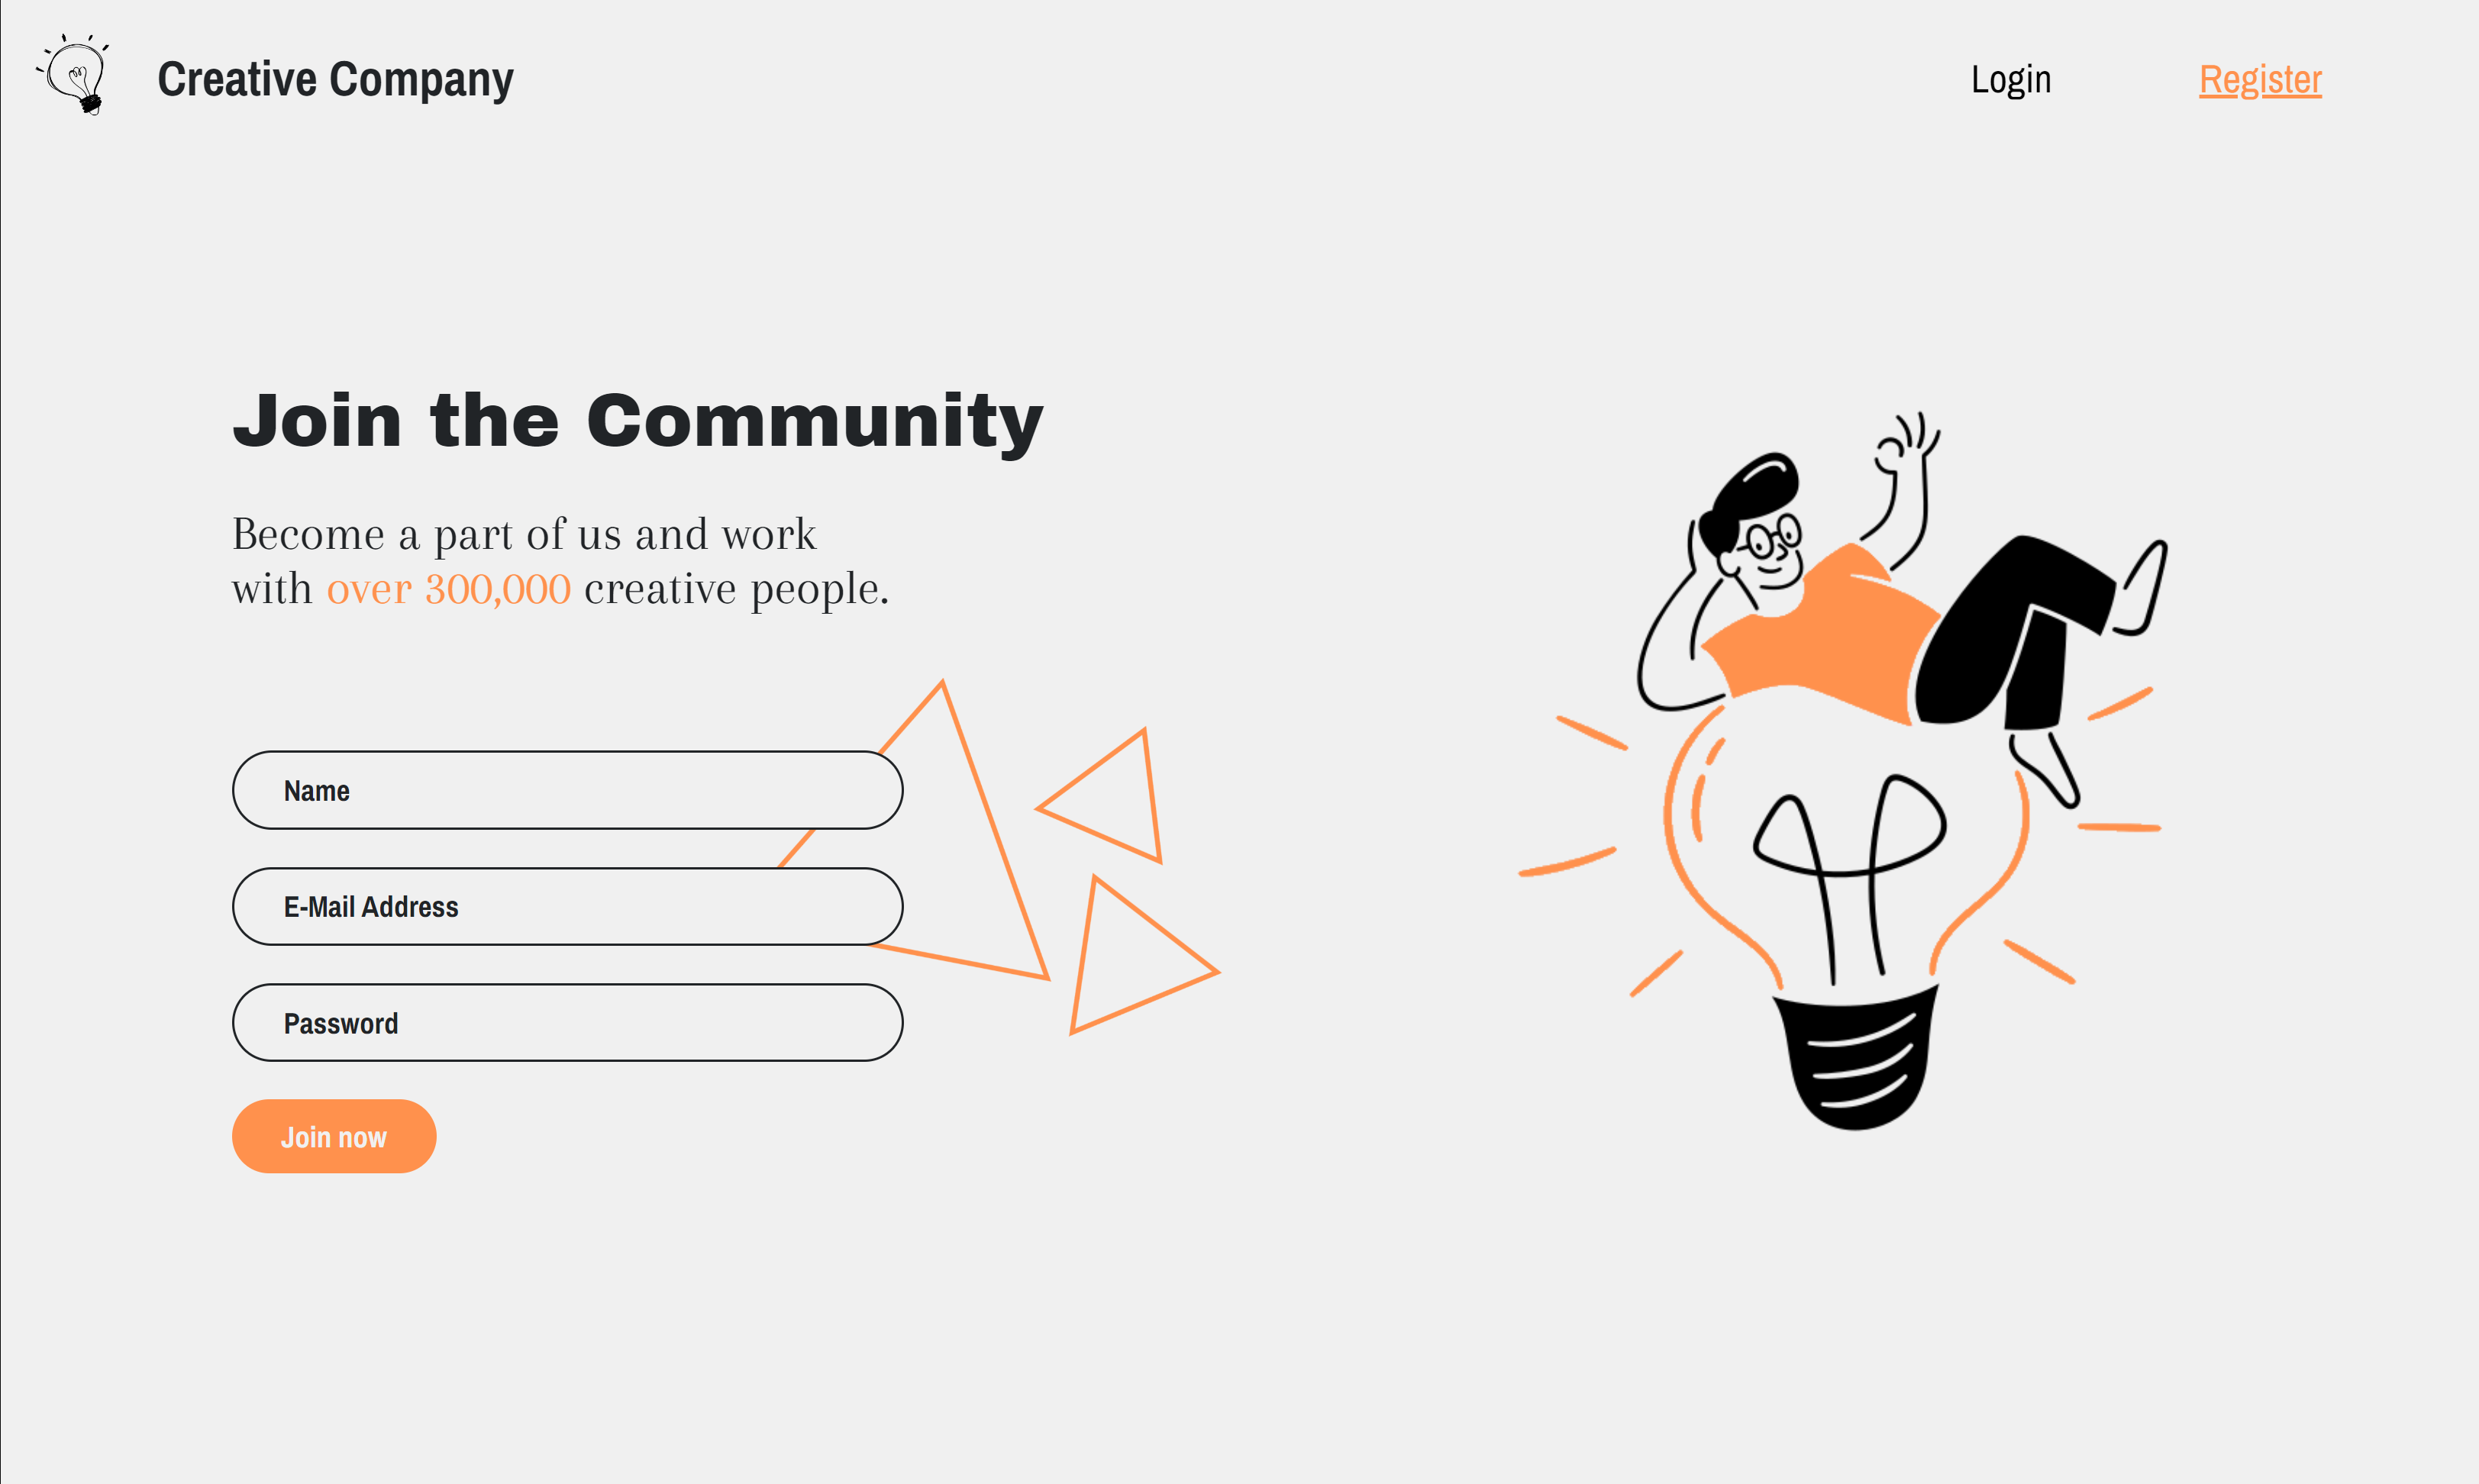 Creative Company
Login
Register
Join the Community
Become a part of us and work
with over 300,000 creative people.
Name
E-Mail Address
Password
Join now